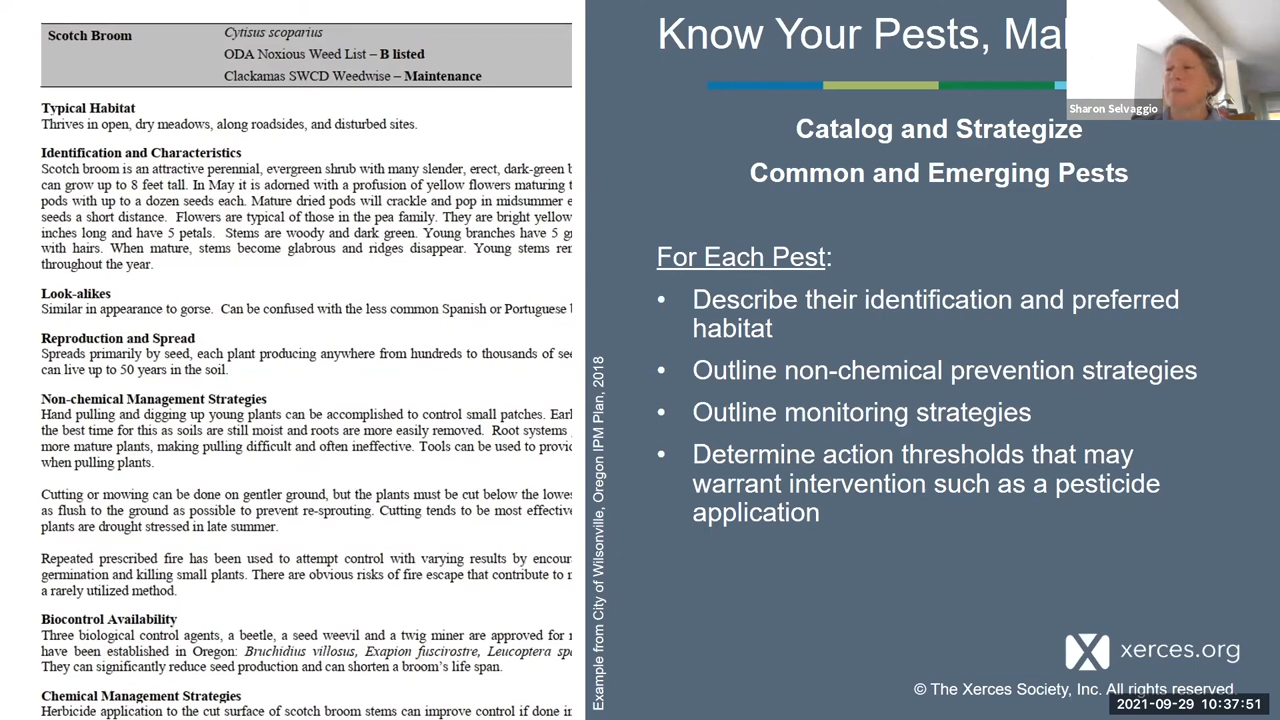 Scotch Broom
Cytisus scoparius
ODA Noxious Weed List – B listed
Clackamas SWCD Weedwise – Maintenance
Typical Habitat
Thrives in open, dry meadows, along roadsides, and disturbed sites.
Identification and Characteristics
Scotch broom is an attractive perennial, evergreen shrub with many slender, erect, dark-green
can grow up to 8 feet tall. In May it is adorned with a profusion of yellow flowers maturing
pods with up to a dozen seeds each. Mature dried pods will crackle and pop in midsummer
seeds a short distance. Flowers are typical of those in the pea family. They are bright yellow
inches long and have 5 petals. Stems are woody and dark green. Young branches have 5
with hairs. When mature, stems become glabrous and ridges disappear. Young stems
throughout the year.
Look-alikes
Similar in appearance to gorse. Can be confused with the less common Spanish or Portuguese
Reproduction and Spread
Spreads primarily by seed, each plant producing anywhere from hundreds to thousands of
can live up to 50 years in the soil.
Non-chemical Management Strategies
Hand pulling and digging up young plants can be accomplished to control small patches.
the best time for this as soils are still moist and roots are more easily removed. Root systems
more mature plants, making pulling difficult and often ineffective. Tools can be used to
when pulling plants.
Cutting or mowing can be done on gentler ground, but the plants must be cut below the
as flush to the ground as possible to prevent re-sprouting. Cutting tends to be most
plants are drought stressed in late summer.
Repeated prescribed fire has been used to attempt control with varying results by
germination and killing small plants. There are obvious risks of fire escape that contribute to
a rarely utilized method.
Biocontrol Availability
Three biological control agents, a beetle, a seed weevil and a twig miner are approved for
have been established in Oregon: Bruchidius villosus, Exapion fuscirostre, Leucoptera
They can significantly reduce seed production and can shorten a broom's life span.
Chemical Management Strategies
Herbicide application to the cut surface of scotch broom stems can improve control if done
Example from City of Wilsonville, Oregon IPM Plan, 2018
Know Your Pests,
Sharon Selvaggio
Catalog and Strategize
Common and Emerging Pests
For Each Pest:
• Describe their identification and preferred
habitat
• Outline non-chemical prevention strategies
• Outline monitoring strategies
• Determine action thresholds that may
warrant intervention such as a pesticide
application
xerces.org
© The Xerces Society, Inc. All rights reserved.
2021-09-29 10:37:51